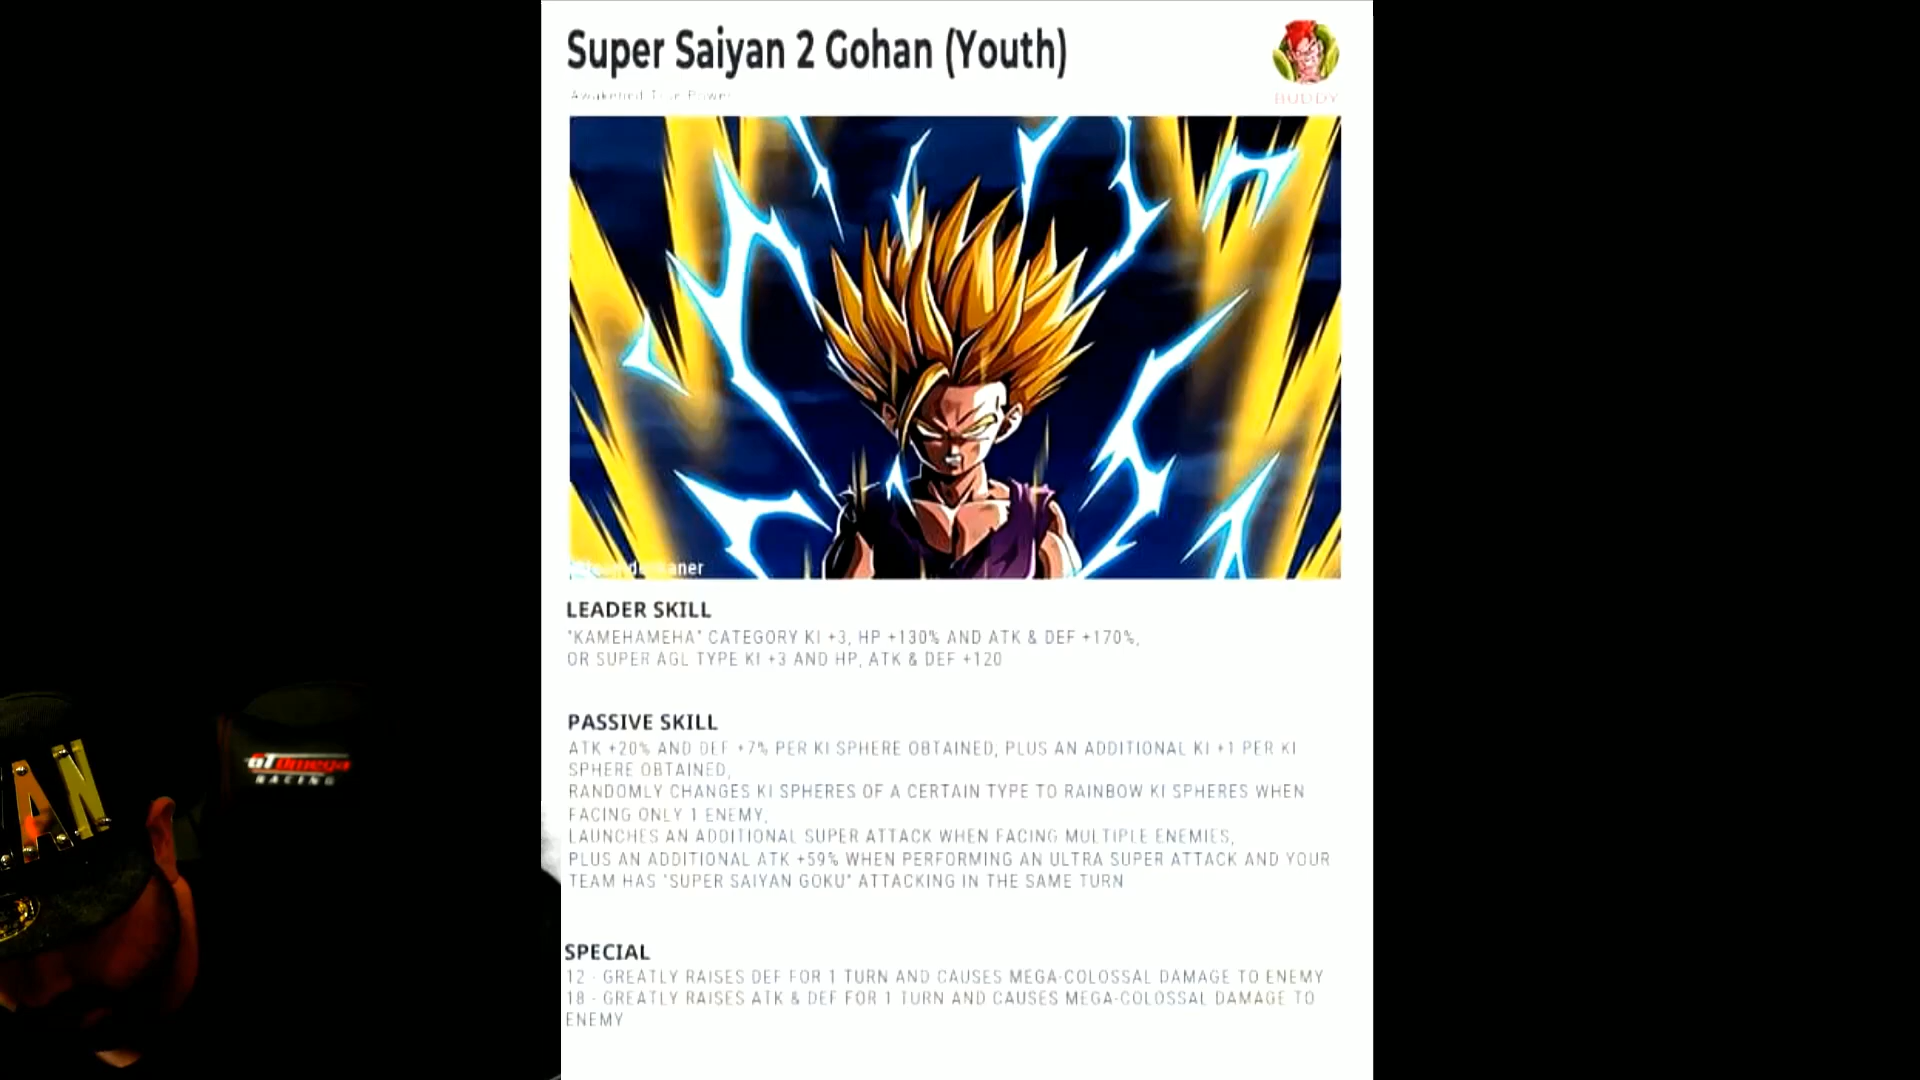 Super Saiyan 2 Gohan (Youth)
Awakened True Power
BUDDY
LEADER SKILL
"KAMEHAMEHA" CATEGORY KI +3, HP +130% AND ATK & DEF +170%,
OR SUPER AGL TYPE KI +3 AND HP, ATK & DEF +120
PASSIVE SKILL
ATK +20% AND DEF +7% PER KI SPHERE OBTAINED, PLUS AN ADDITIONAL KI +1 PER KI
SPHERE OBTAINED,
RANDOMLY CHANGES KI SPHERES OF A CERTAIN TYPE TO RAINBOW KI SPHERES WHEN
FACING ONLY 1 ENEMY,
LAUNCHES AN ADDITIONAL SUPER ATTACK WHEN FACING MULTIPLE ENEMIES,
PLUS AN ADDITIONAL ATK +59% WHEN PERFORMING AN ULTRA SUPER ATTACK AND YOUR
TEAM HAS "SUPER SAIYAN GOKU" ATTACKING IN THE SAME TURN
SPECIAL
12 - GREATLY RAISES DEF FOR 1 TURN AND CAUSES MEGA-COLOSSAL DAMAGE TO ENEMY
18 - GREATLY RAISES ATK & DEF FOR 1 TURN AND CAUSES MEGA-COLOSSAL DAMAGE TO
ENEMY
GTomega
RACING